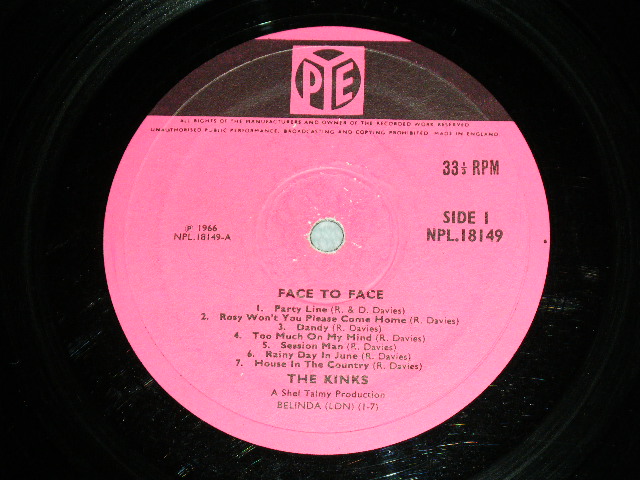 PYE
ALL RIGHTS OF THE MANUFACTURERS AND OWNER OF THE RECORDED WORK RESERVED
UNAUTHORISED PUBLIC PERFORMANCE, BROADCASTING AND COPYING PROHIBITED. MADE IN ENGLAND
33⅓ RPM
℗ 1966
NPL.18149-A
SIDE 1
NPL.18149
FACE TO FACE
1. Party Line (R. & D. Davies)
2. Rosy Won't You Please Come Home (R. Davies)
3. Dandy (R. Davies)
4. Too Much On My Mind (R. Davies)
5. Session Man (R. Davies)
6. Rainy Day In June (R. Davies)
7. House In The Country (R. Davies)
THE KINKS
A Shel Talmy Production
BELINDA (LDN) (1-7)